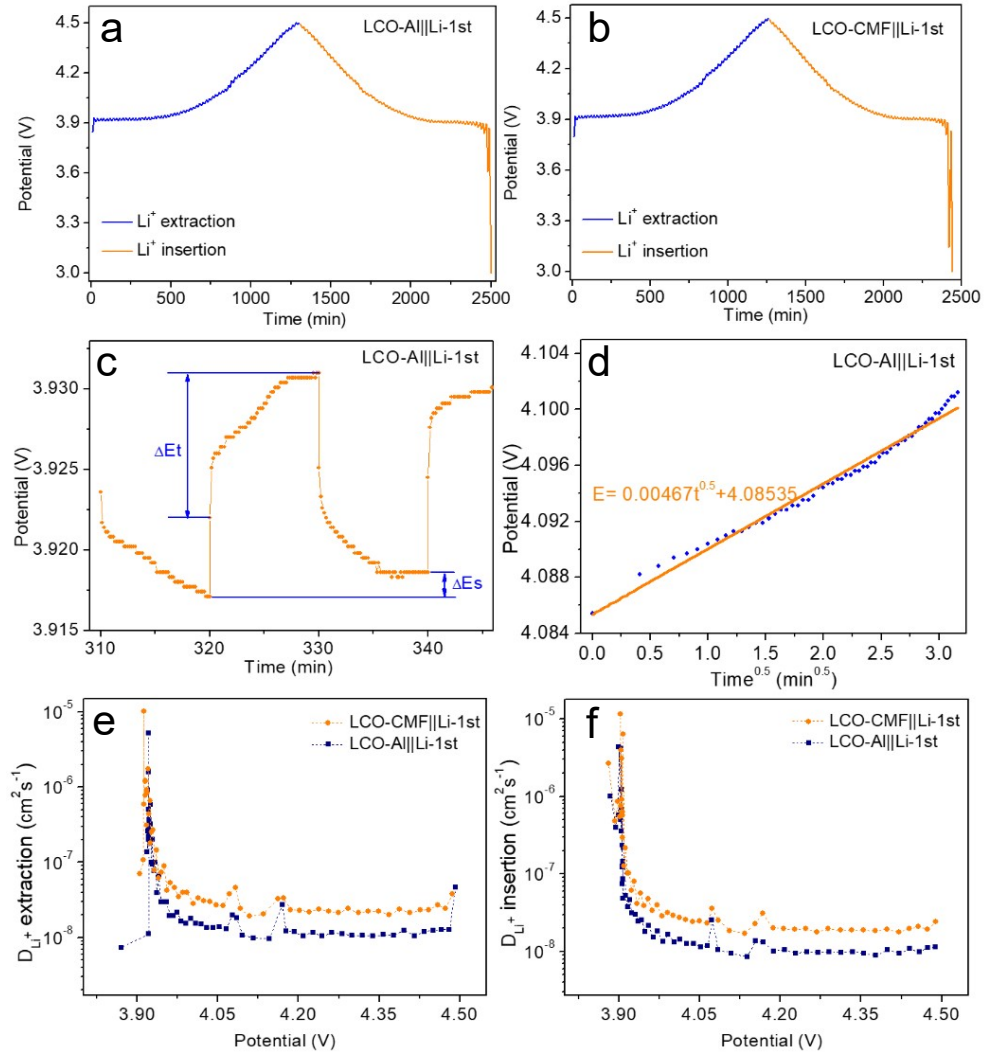 a
LCO-Al||Li-1st
4.5
4.2
3.9
3.6
3.3
3.0
Potential (V)
Li⁺ extraction
Li⁺ insertion
0
500
1000
1500
2000
2500
Time (min)
b
LCO-CMF||Li-1st
4.5
4.2
3.9
3.6
3.3
3.0
Potential (V)
Li⁺ extraction
Li⁺ insertion
0
500
1000
1500
2000
2500
Time (min)
c
LCO-Al||Li-1st
3.930
3.925
3.920
3.915
Potential (V)
ΔEt
ΔEs
310
320
330
340
Time (min)
d
LCO-Al||Li-1st
4.104
4.100
4.096
4.092
4.088
4.084
Potential (V)
E= 0.00467t^0.5+4.08535
0.0
0.5
1.0
1.5
2.0
2.5
3.0
Time^0.5 (min^0.5)
e
LCO-CMF||Li-1st
LCO-Al||Li-1st
10⁻⁵
10⁻⁶
10⁻⁷
10⁻⁸
D_Li⁺ extraction (cm²s⁻¹)
3.90
4.05
4.20
4.35
4.50
Potential (V)
f
LCO-CMF||Li-1st
LCO-Al||Li-1st
10⁻⁵
10⁻⁶
10⁻⁷
10⁻⁸
D_Li⁺ insertion (cm²s⁻¹)
3.90
4.05
4.20
4.35
4.50
Potential (V)